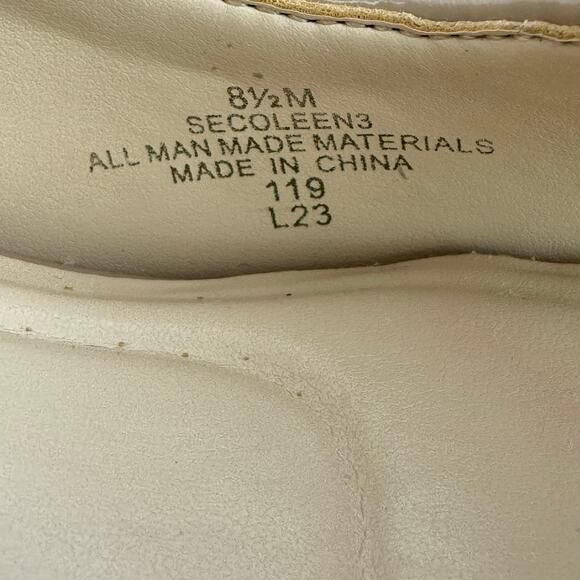 8½M
SECOLEEN3
ALL MAN MADE MATERIALS
MADE IN CHINA
119
L23